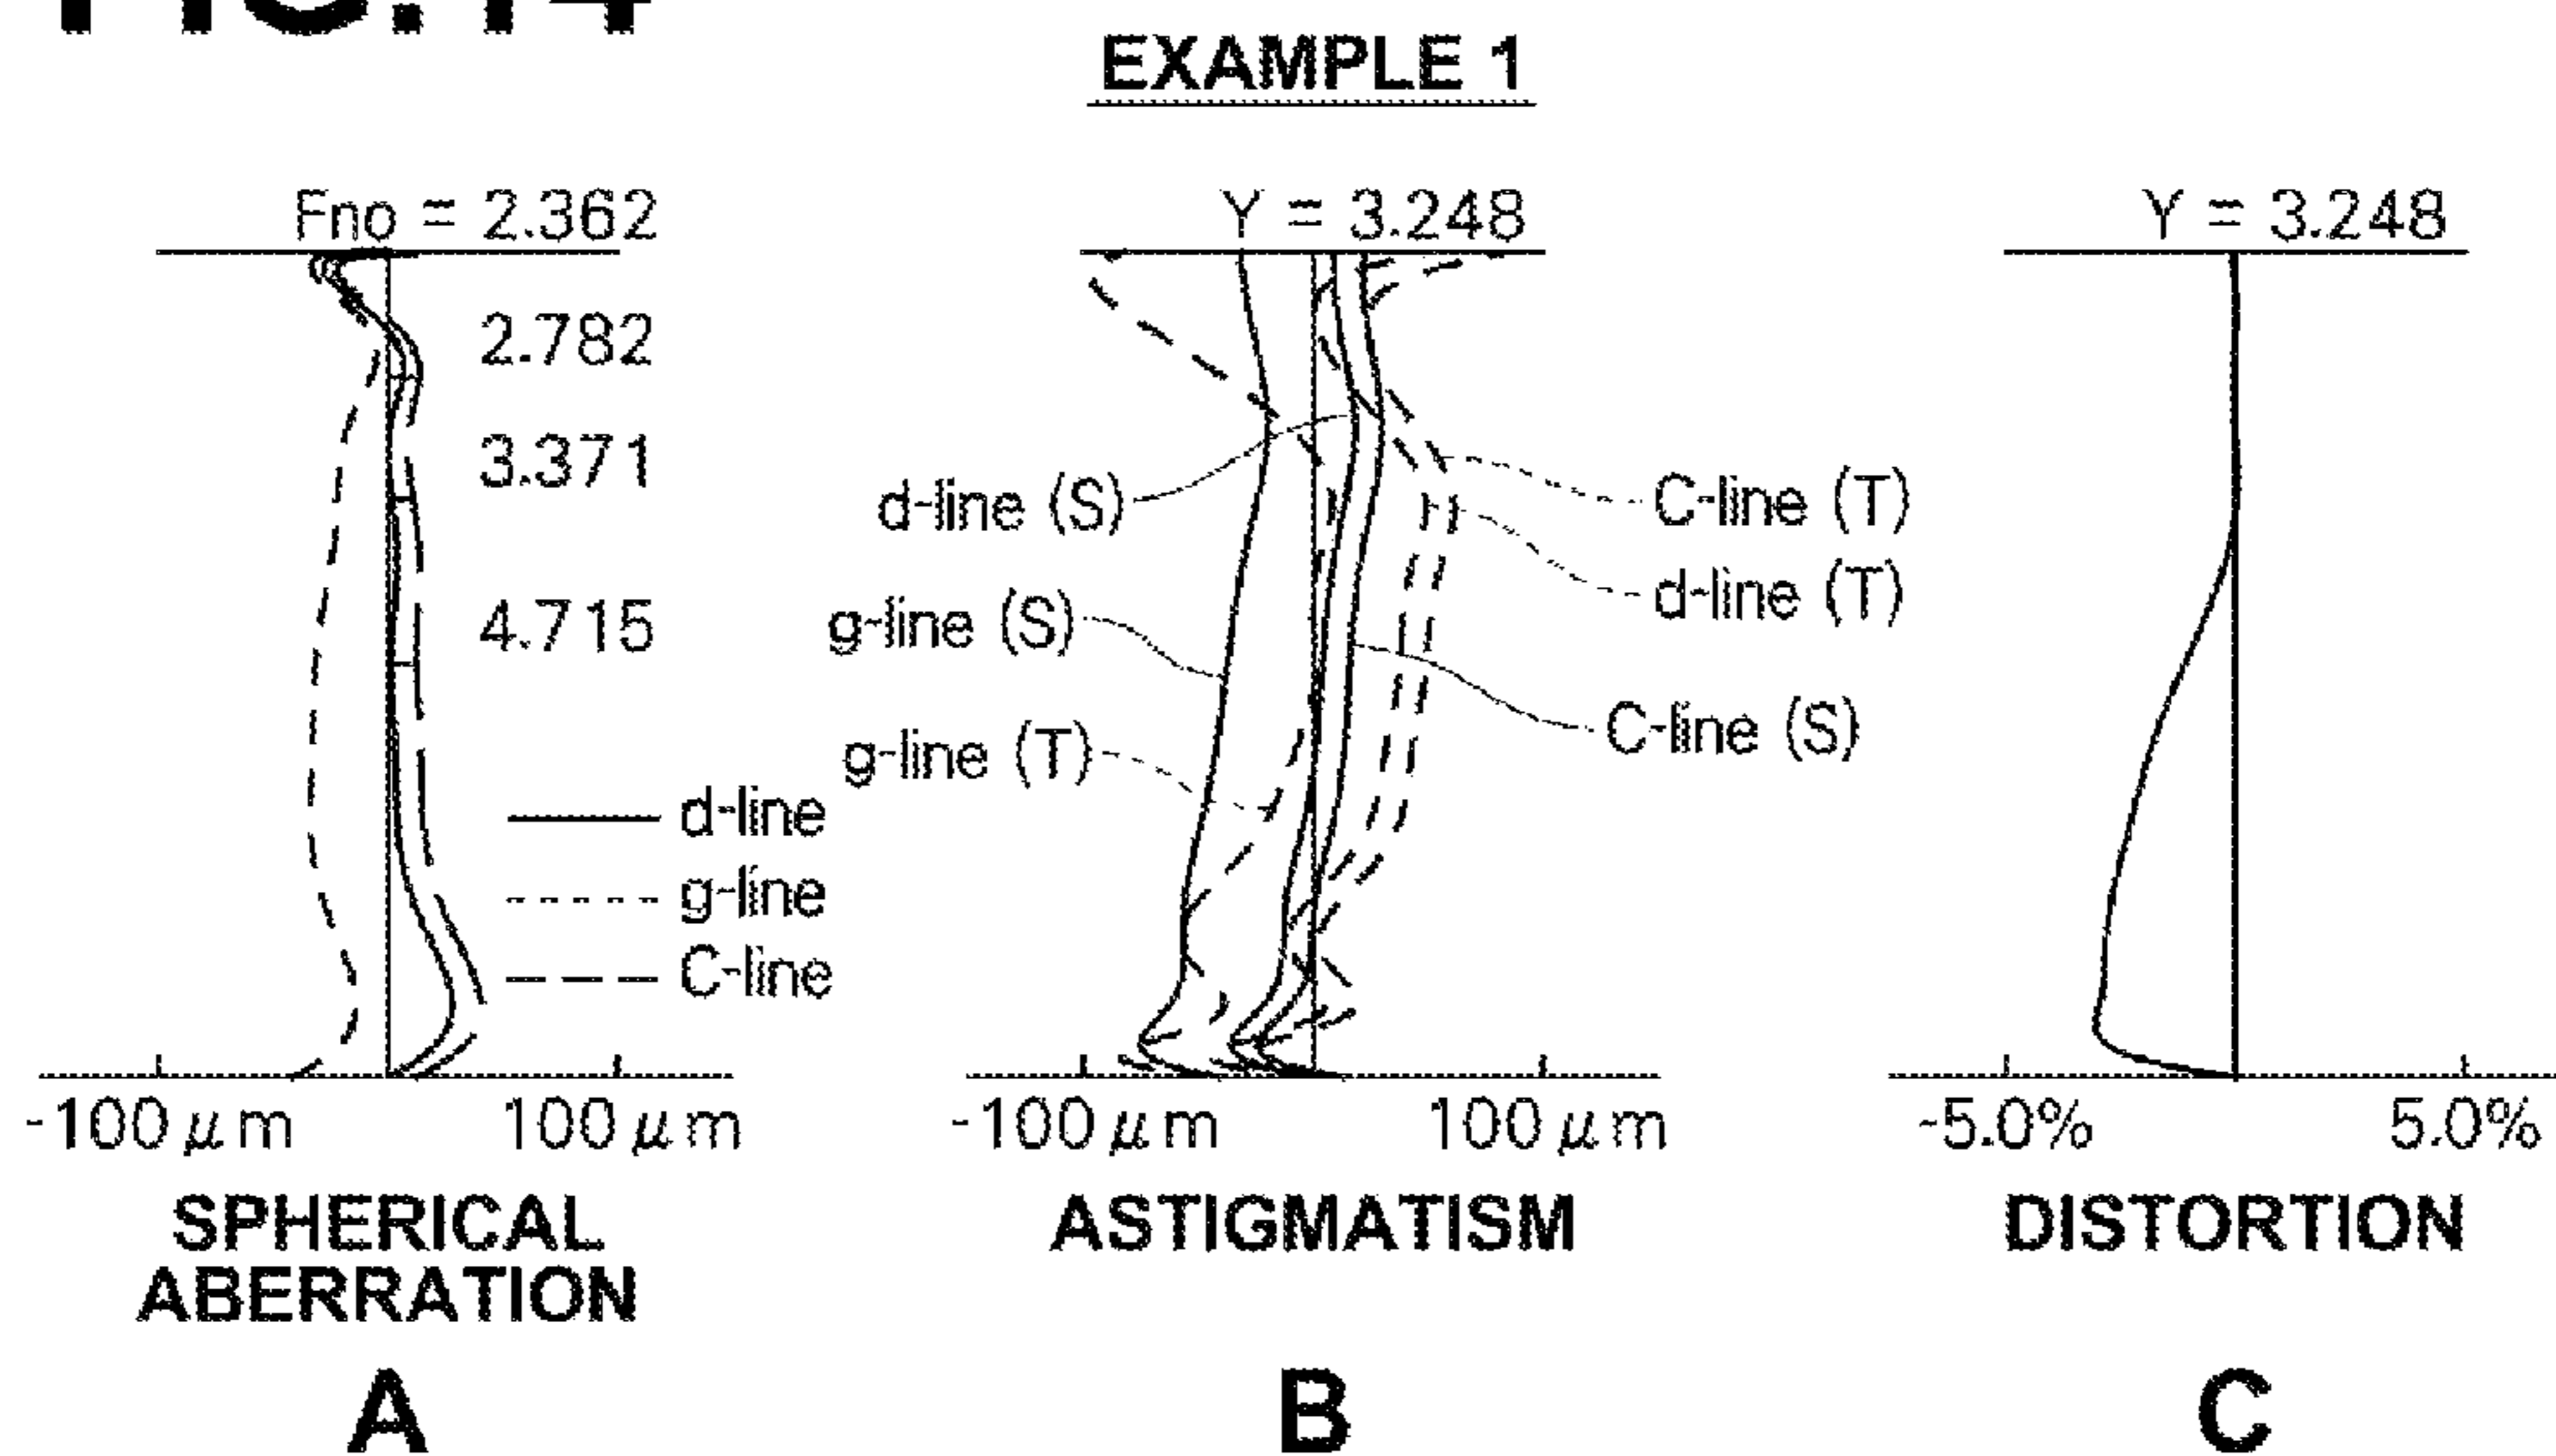 FIG.14
EXAMPLE 1
Fno = 2.362
2.782
3.371
4.715
d-line
g-line
C-line
-100 μm
100 μm
SPHERICAL
ABERRATION
A
Y = 3.248
d-line (S)
g-line (S)
g-line (T)
C-line (T)
d-line (T)
C-line (S)
-100 μm
100 μm
ASTIGMATISM
B
Y = 3.248
-5.0%
5.0%
DISTORTION
C